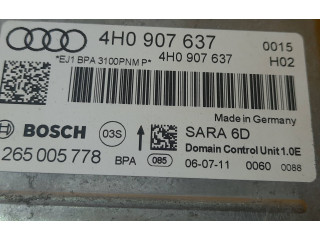 4H0 907 637 0015
*EJ1 BPA 3100PNM P* 4H0 907 637 H02
Made in Germany
BOSCH 03S SARA 6D
Domain Control Unit 1.0E
265 005 778 BPA 085 06-07-11 0060 0088